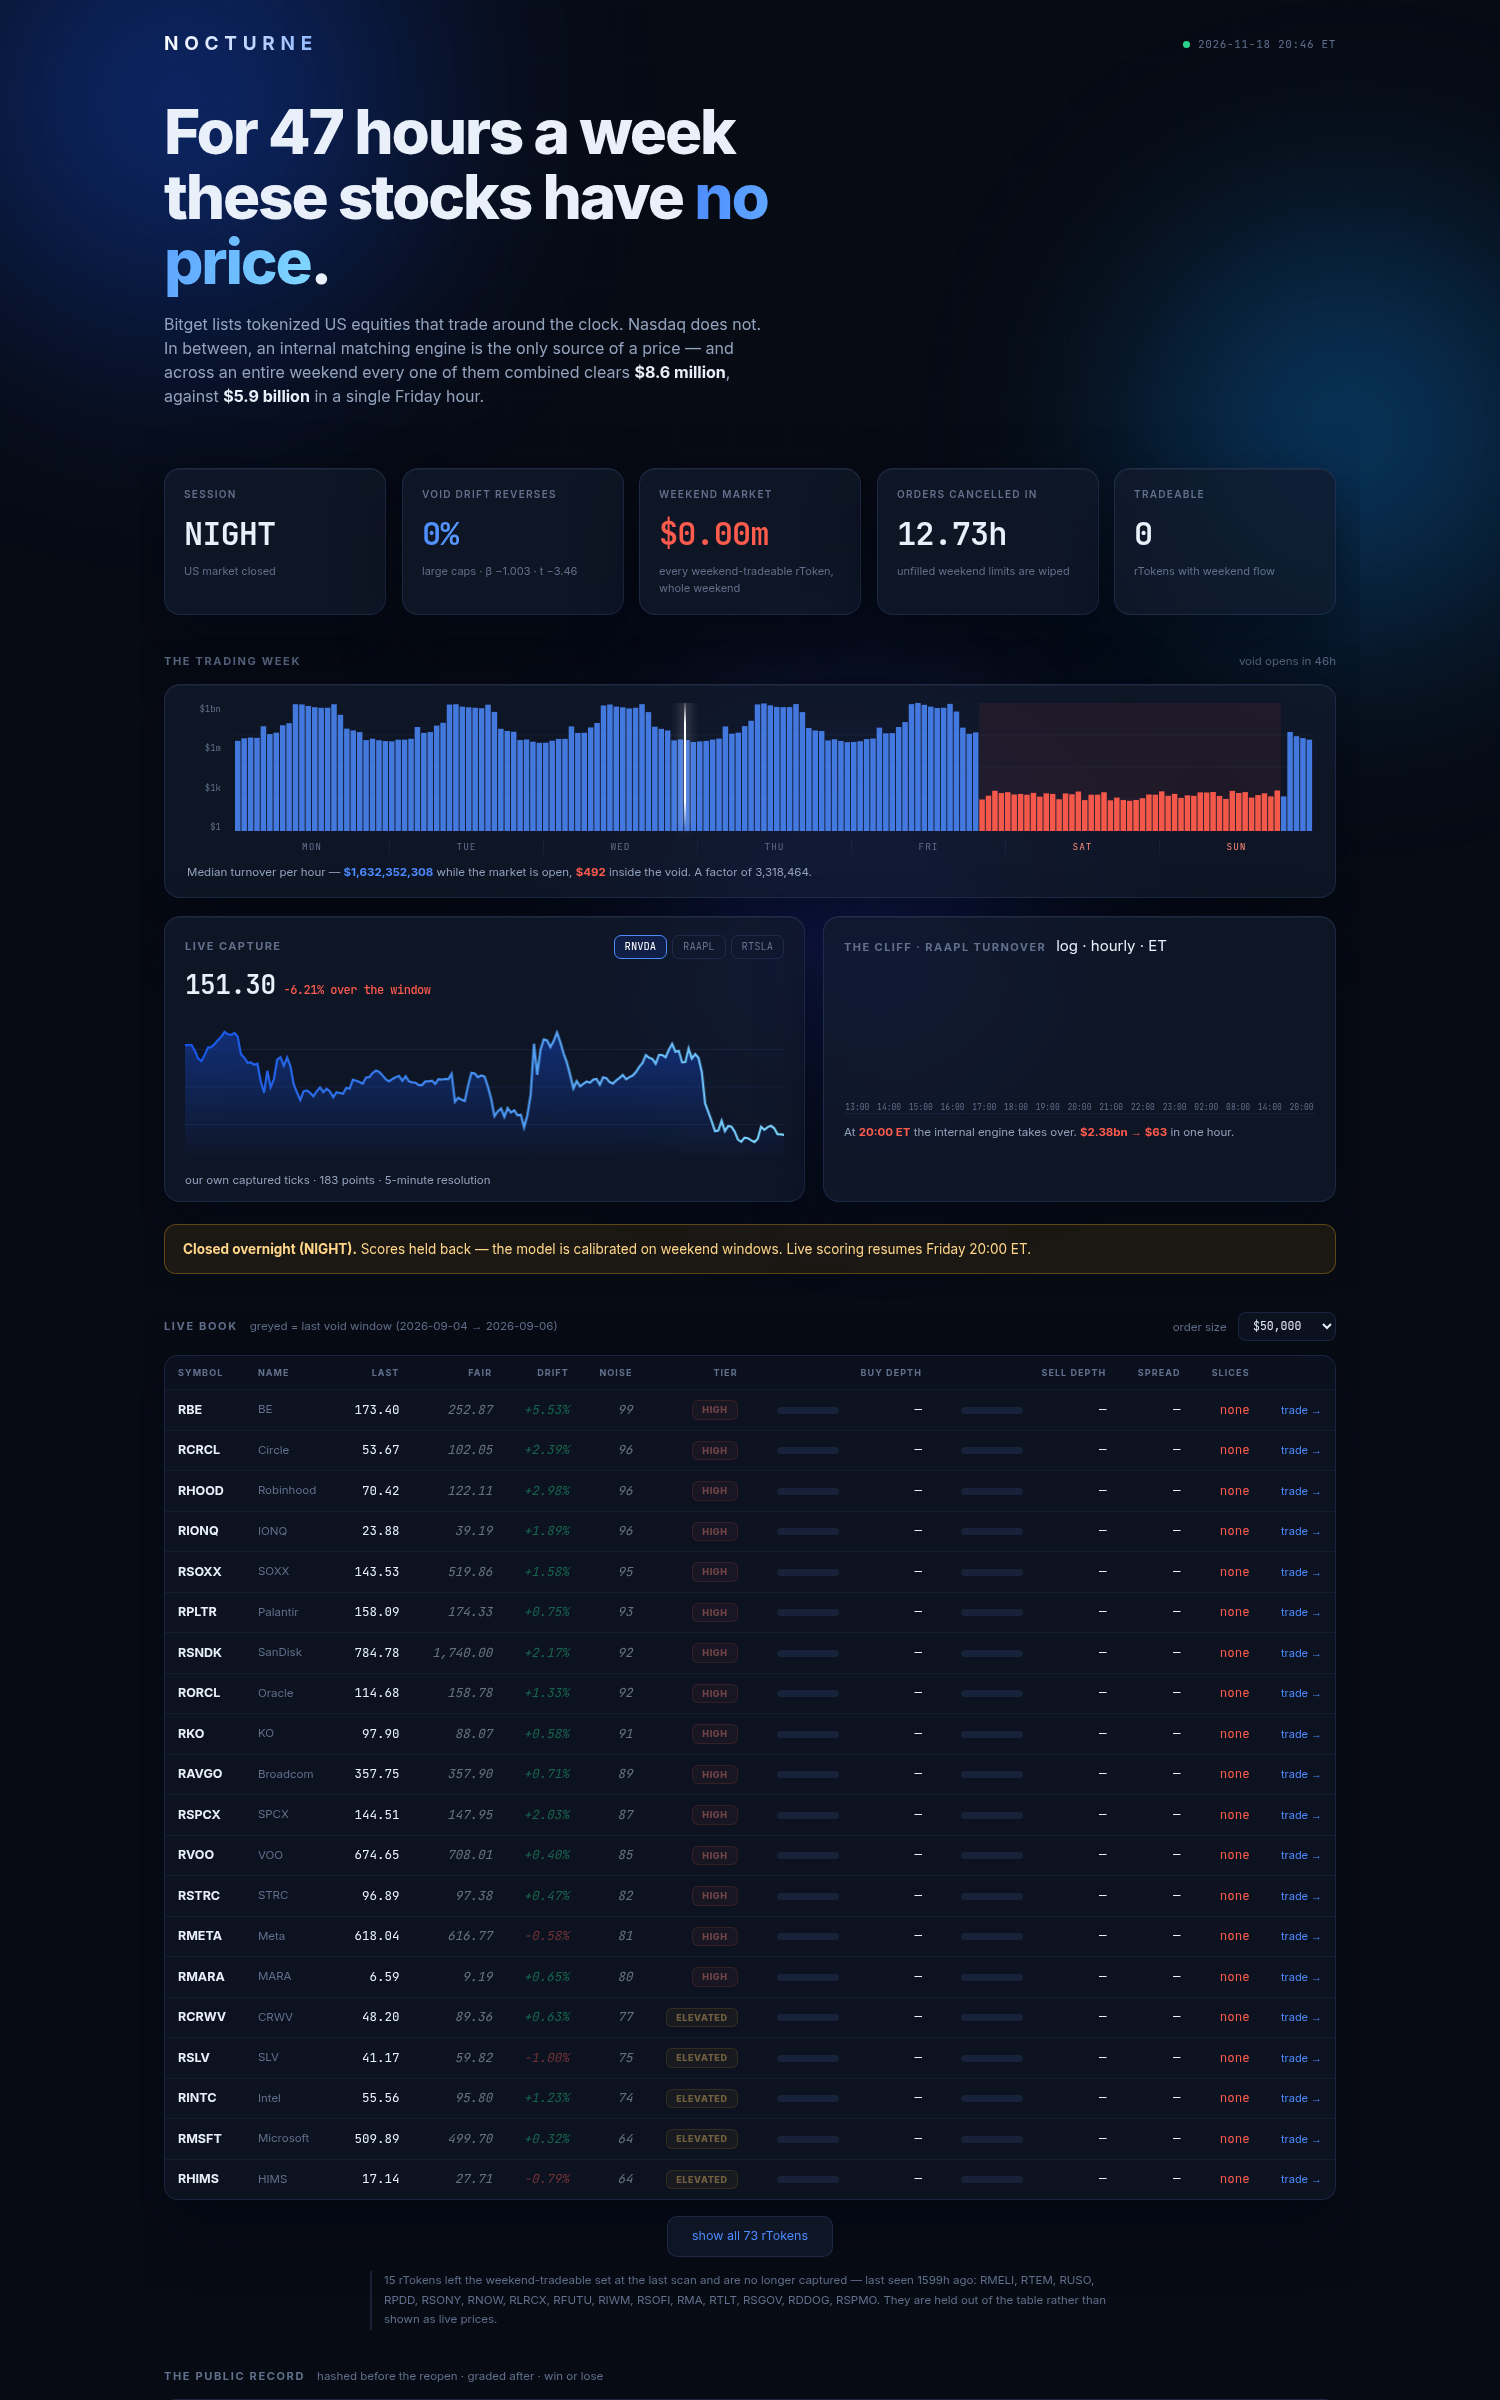 NOCTURNE
2026-11-18 20:46 ET
For 47 hours a week
these stocks have no
price.
Bitget lists tokenized US equities that trade around the clock. Nasdaq does not.
In between, an internal matching engine is the only source of a price — and
across an entire weekend every one of them combined clears $8.6 million,
against $5.9 billion in a single Friday hour.
SESSION
NIGHT
US market closed
VOID DRIFT REVERSES
0%
large caps · β −1.003 · t −3.46
WEEKEND MARKET
$0.00m
every weekend-tradeable rToken,
whole weekend
ORDERS CANCELLED IN
12.73h
unfilled weekend limits are wiped
TRADEABLE
0
rTokens with weekend flow
THE TRADING WEEK
void opens in 46h
$1bn
$1m
$1k
$1
MON TUE WED THU FRI SAT SUN
Median turnover per hour — $1,632,352,308 while the market is open, $492 inside the void. A factor of 3,318,464.
LIVE CAPTURE
RNVDA RAAPL RTSLA
151.30 -6.21% over the window
our own captured ticks · 183 points · 5-minute resolution
THE CLIFF · RAAPL TURNOVER log · hourly · ET
13:00 14:00 15:00 16:00 17:00 18:00 19:00 20:00 21:00 22:00 23:00 02:00 08:00 14:00 20:00
At 20:00 ET the internal engine takes over. $2.38bn → $63 in one hour.
Closed overnight (NIGHT). Scores held back — the model is calibrated on weekend windows. Live scoring resumes Friday 20:00 ET.
LIVE BOOK greyed = last void window (2026-09-04 → 2026-09-06)
order size $50,000
SYMBOL NAME LAST FAIR DRIFT NOISE TIER BUY DEPTH SELL DEPTH SPREAD SLICES
RBE BE 173.40 252.87 +5.53% 99 HIGH — — — none trade →
RCRCL Circle 53.67 102.05 +2.39% 96 HIGH — — — none trade →
RHOOD Robinhood 70.42 122.11 +2.98% 96 HIGH — — — none trade →
RIONQ IONQ 23.88 39.19 +1.89% 96 HIGH — — — none trade →
RSOXX SOXX 143.53 519.86 +1.58% 95 HIGH — — — none trade →
RPLTR Palantir 158.09 174.33 +0.75% 93 HIGH — — — none trade →
RSNDK SanDisk 784.78 1,740.00 +2.17% 92 HIGH — — — none trade →
RORCL Oracle 114.68 158.78 +1.33% 92 HIGH — — — none trade →
RKO KO 97.90 88.07 +0.58% 91 HIGH — — — none trade →
RAVGO Broadcom 357.75 357.90 +0.71% 89 HIGH — — — none trade →
RSPCX SPCX 144.51 147.95 +2.03% 87 HIGH — — — none trade →
RVOO VOO 674.65 708.01 +0.40% 85 HIGH — — — none trade →
RSTRC STRC 96.89 97.38 +0.47% 82 HIGH — — — none trade →
RMETA Meta 618.04 616.77 -0.58% 81 HIGH — — — none trade →
RMARA MARA 6.59 9.19 +0.65% 80 HIGH — — — none trade →
RCRWV CRWV 48.20 89.36 +0.63% 77 ELEVATED — — — none trade →
RSLV SLV 41.17 59.82 -1.00% 75 ELEVATED — — — none trade →
RINTC Intel 55.56 95.80 +1.23% 74 ELEVATED — — — none trade →
RMSFT Microsoft 509.89 499.70 +0.32% 64 ELEVATED — — — none trade →
RHIMS HIMS 17.14 27.71 -0.79% 64 ELEVATED — — — none trade →
show all 73 rTokens
15 rTokens left the weekend-tradeable set at the last scan and are no longer captured — last seen 1599h ago: RMELI, RTEM, RUSO,
RPDD, RSONY, RNOW, RLRCX, RFUTU, RIWM, RSOFI, RMA, RTLT, RSGOV, RDDOG, RSPMO. They are held out of the table rather than
shown as live prices.
THE PUBLIC RECORD hashed before the reopen · graded after · win or lose